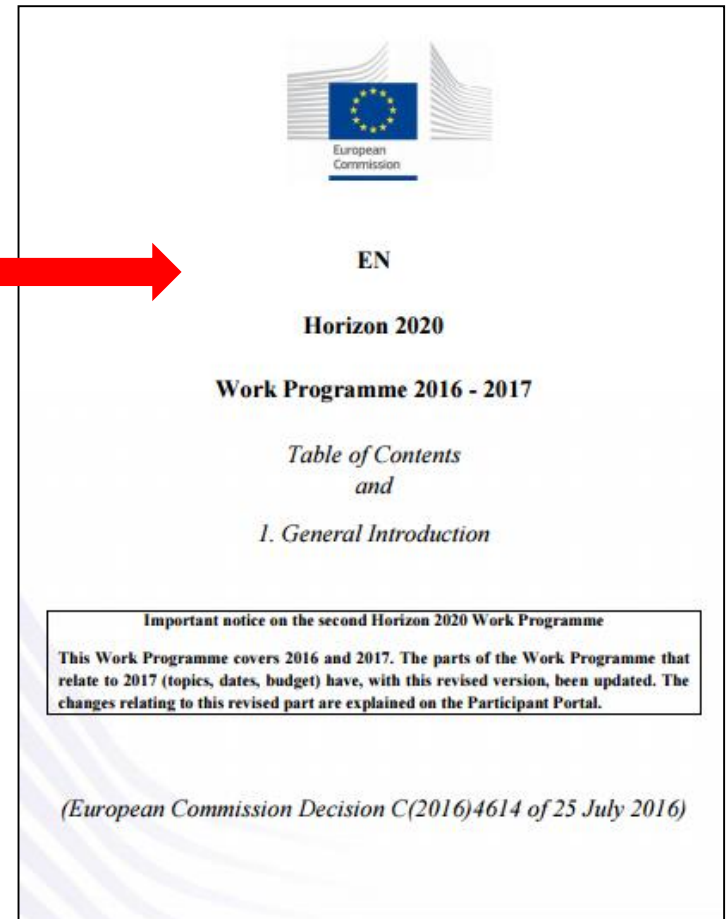 European
Commission
EN
Horizon 2020
Work Programme 2016 - 2017
Table of Contents
and
1. General Introduction
Important notice on the second Horizon 2020 Work Programme
This Work Programme covers 2016 and 2017. The parts of the Work Programme that
relate to 2017 (topics, dates, budget) have, with this revised version, been updated. The
changes relating to this revised part are explained on the Participant Portal.
(European Commission Decision C(2016)4614 of 25 July 2016)